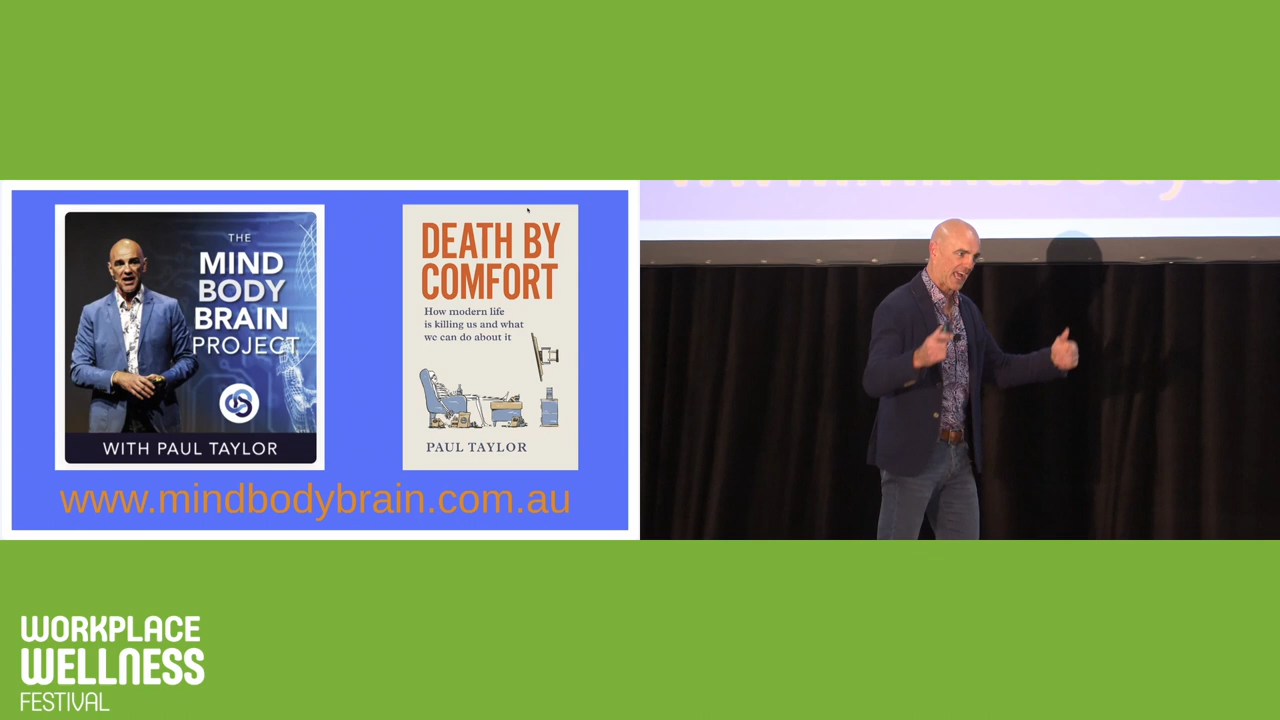 THE
MIND
BODY
BRAIN
PROJECT
WITH PAUL TAYLOR
DEATH BY
COMFORT
How modern life
is killing us and what
we can do about it
PAUL TAYLOR
www.mindbodybrain.com.au
WORKPLACE
WELLNESS
FESTIVAL